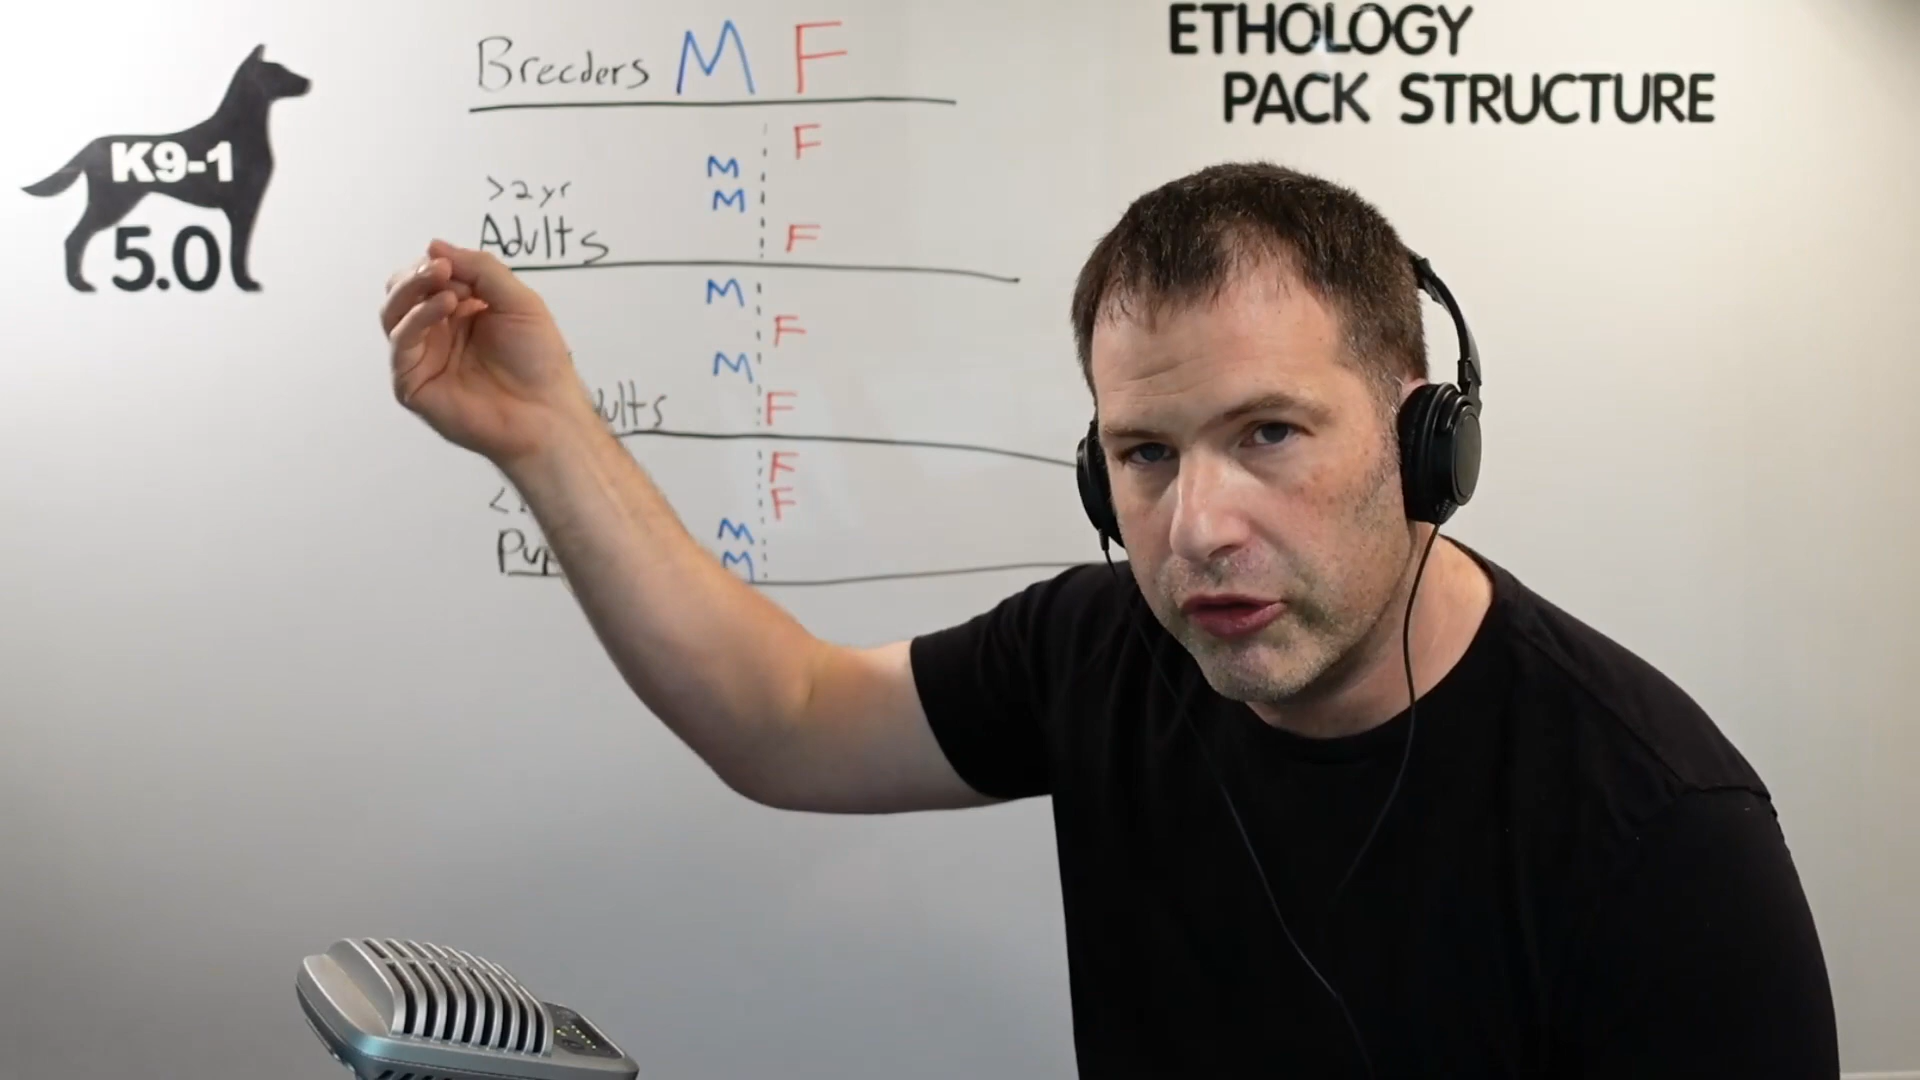 ETHOLOGY
PACK STRUCTURE
K9-1
5.0
Breeders M F
F
M
>2yr
M
Adults F
M
F
M
F
F
F
M
M